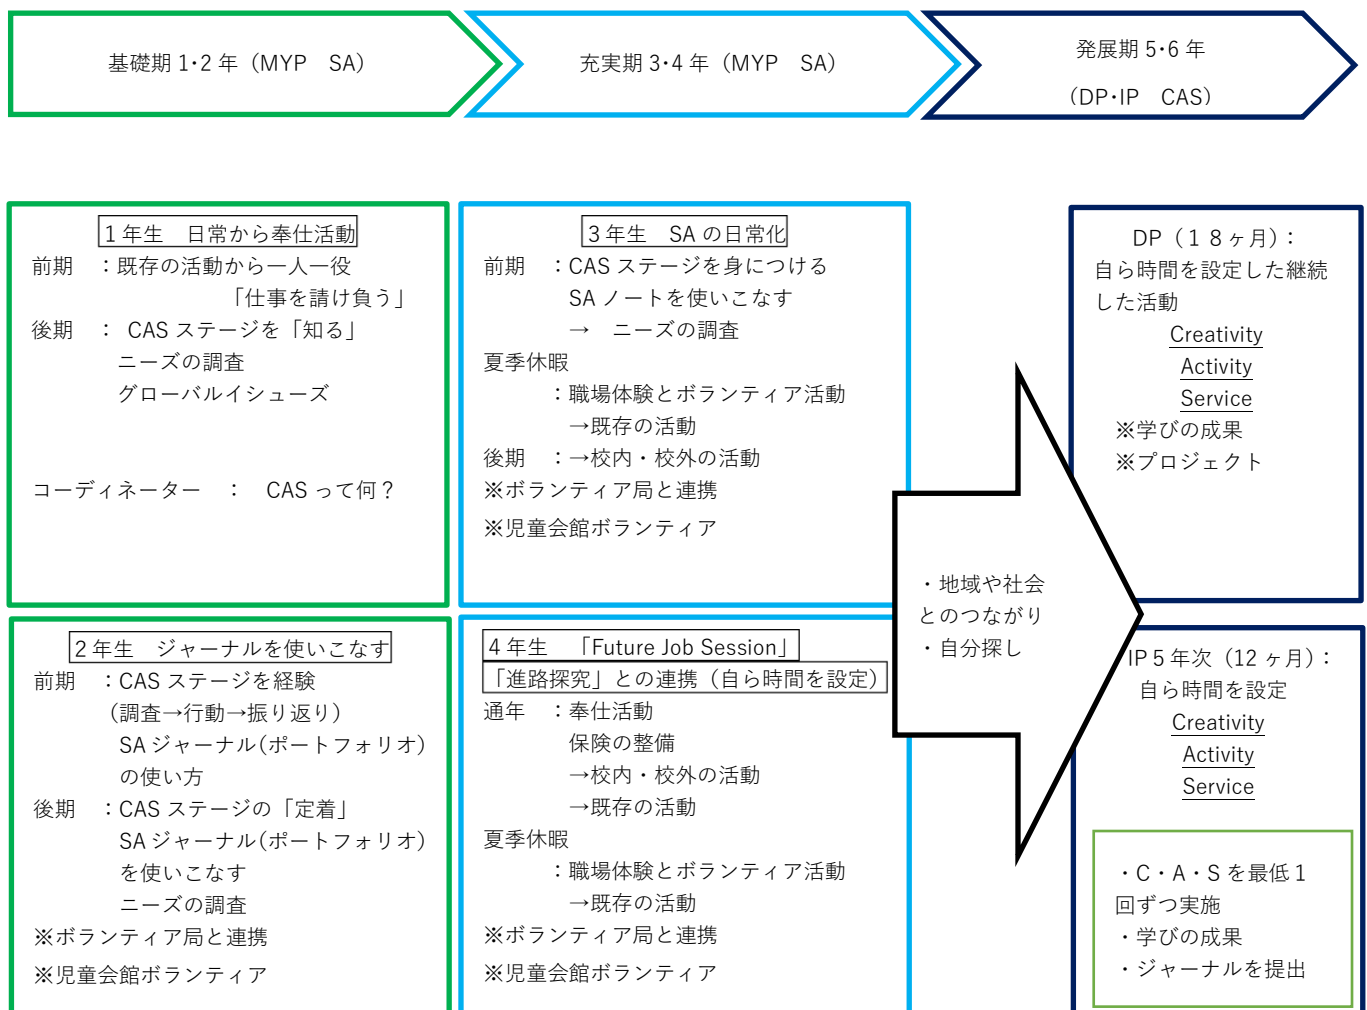 基礎期 1・2 年（MYP　SA）
充実期 3・4 年（MYP　SA）
発展期 5・6 年
（DP・IP　CAS）
1 年生　日常から奉仕活動
前期　：既存の活動から一人一役
「仕事を請け負う」
後期　： CAS ステージを「知る」
ニーズの調査
グローバルイシューズ
コーディネーター　：　CAS って何？
2 年生　ジャーナルを使いこなす
前期　：CAS ステージを経験
（調査→行動→振り返り）
SA ジャーナル（ポートフォリオ）
の使い方
後期　：CAS ステージの「定着」
SA ジャーナル（ポートフォリオ）
を使いこなす
ニーズの調査
※ボランティア局と連携
※児童会館ボランティア
3 年生　SA の日常化
前期　：CAS ステージを身につける
SA ノートを使いこなす
→　ニーズの調査
夏季休暇
：職場体験とボランティア活動
→既存の活動
後期　：→校内・校外の活動
※ボランティア局と連携
※児童会館ボランティア
4 年生　「Future Job Session」
「進路探究」との連携（自ら時間を設定）
通年　：奉仕活動
保険の整備
→校内・校外の活動
→既存の活動
夏季休暇
：職場体験とボランティア活動
→既存の活動
※ボランティア局と連携
※児童会館ボランティア
・地域や社会
とのつながり
・自分探し
DP（１８ヶ月）：
自ら時間を設定した継続
した活動
Creativity
Activity
Service
※学びの成果
※プロジェクト
IP 5 年次（12 ヶ月）：
自ら時間を設定
Creativity
Activity
Service
・C・A・S を最低 1
回ずつ実施
・学びの成果
・ジャーナルを提出